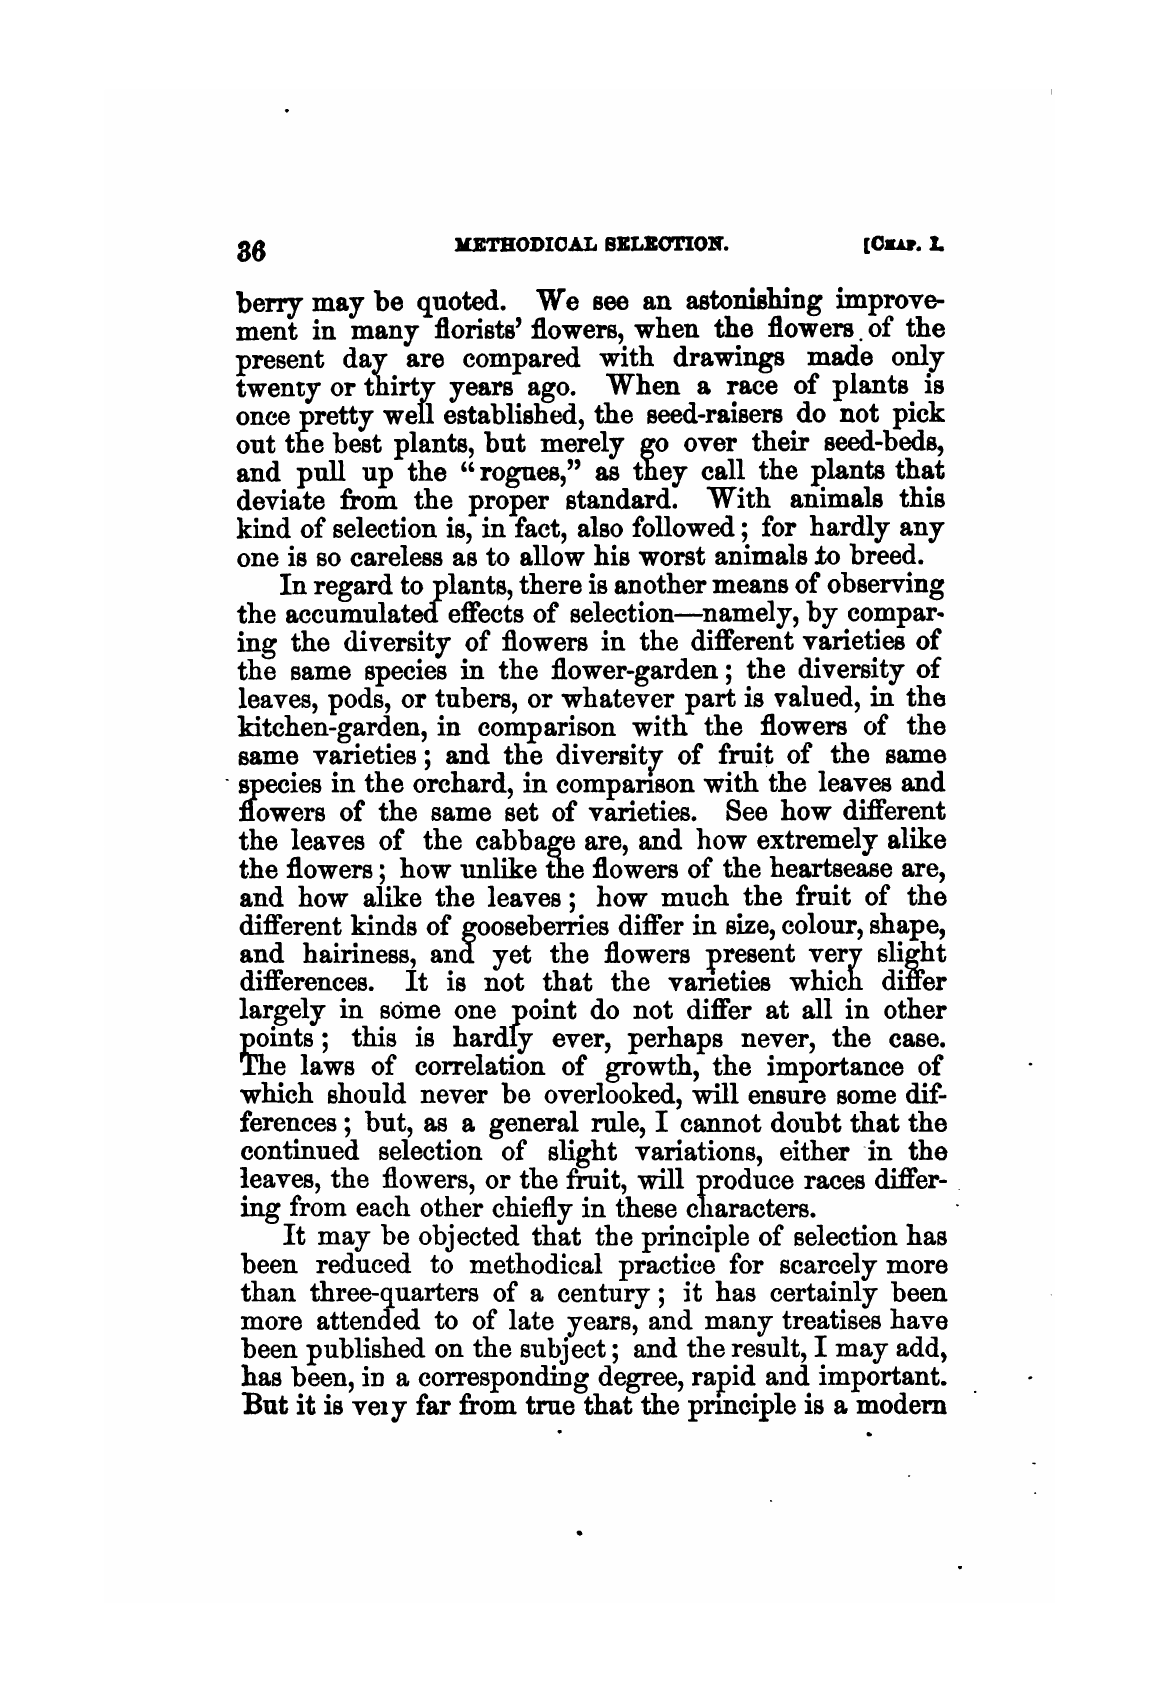 36 METHODICAL SELECTION. [CHAP. I.
berry may be quoted. We see an astonishing improve-
ment in many florists’ flowers, when the flowers of the
present day are compared with drawings made only
twenty or thirty years ago. When a race of plants is
once pretty well established, the seed-raisers do not pick
out the best plants, but merely go over their seed-beds,
and pull up the “rogues,” as they call the plants that
deviate from the proper standard. With animals this
kind of selection is, in fact, also followed; for hardly any
one is so careless as to allow his worst animals to breed.
In regard to plants, there is another means of observing
the accumulated effects of selection—namely, by compar-
ing the diversity of flowers in the different varieties of
the same species in the flower-garden; the diversity of
leaves, pods, or tubers, or whatever part is valued, in the
kitchen-garden, in comparison with the flowers of the
same varieties; and the diversity of fruit of the same
species in the orchard, in comparison with the leaves and
flowers of the same set of varieties. See how different
the leaves of the cabbage are, and how extremely alike
the flowers; how unlike the flowers of the heartsease are,
and how alike the leaves; how much the fruit of the
different kinds of gooseberries differ in size, colour, shape,
and hairiness, and yet the flowers present very slight
differences. It is not that the varieties which differ
largely in some one point do not differ at all in other
points; this is hardly ever, perhaps never, the case.
The laws of correlation of growth, the importance of
which should never be overlooked, will ensure some dif-
ferences; but, as a general rule, I cannot doubt that the
continued selection of slight variations, either in the
leaves, the flowers, or the fruit, will produce races differ-
ing from each other chiefly in these characters.
It may be objected that the principle of selection has
been reduced to methodical practice for scarcely more
than three-quarters of a century; it has certainly been
more attended to of late years, and many treatises have
been published on the subject; and the result, I may add,
has been, in a corresponding degree, rapid and important.
But it is very far from true that the principle is a modern